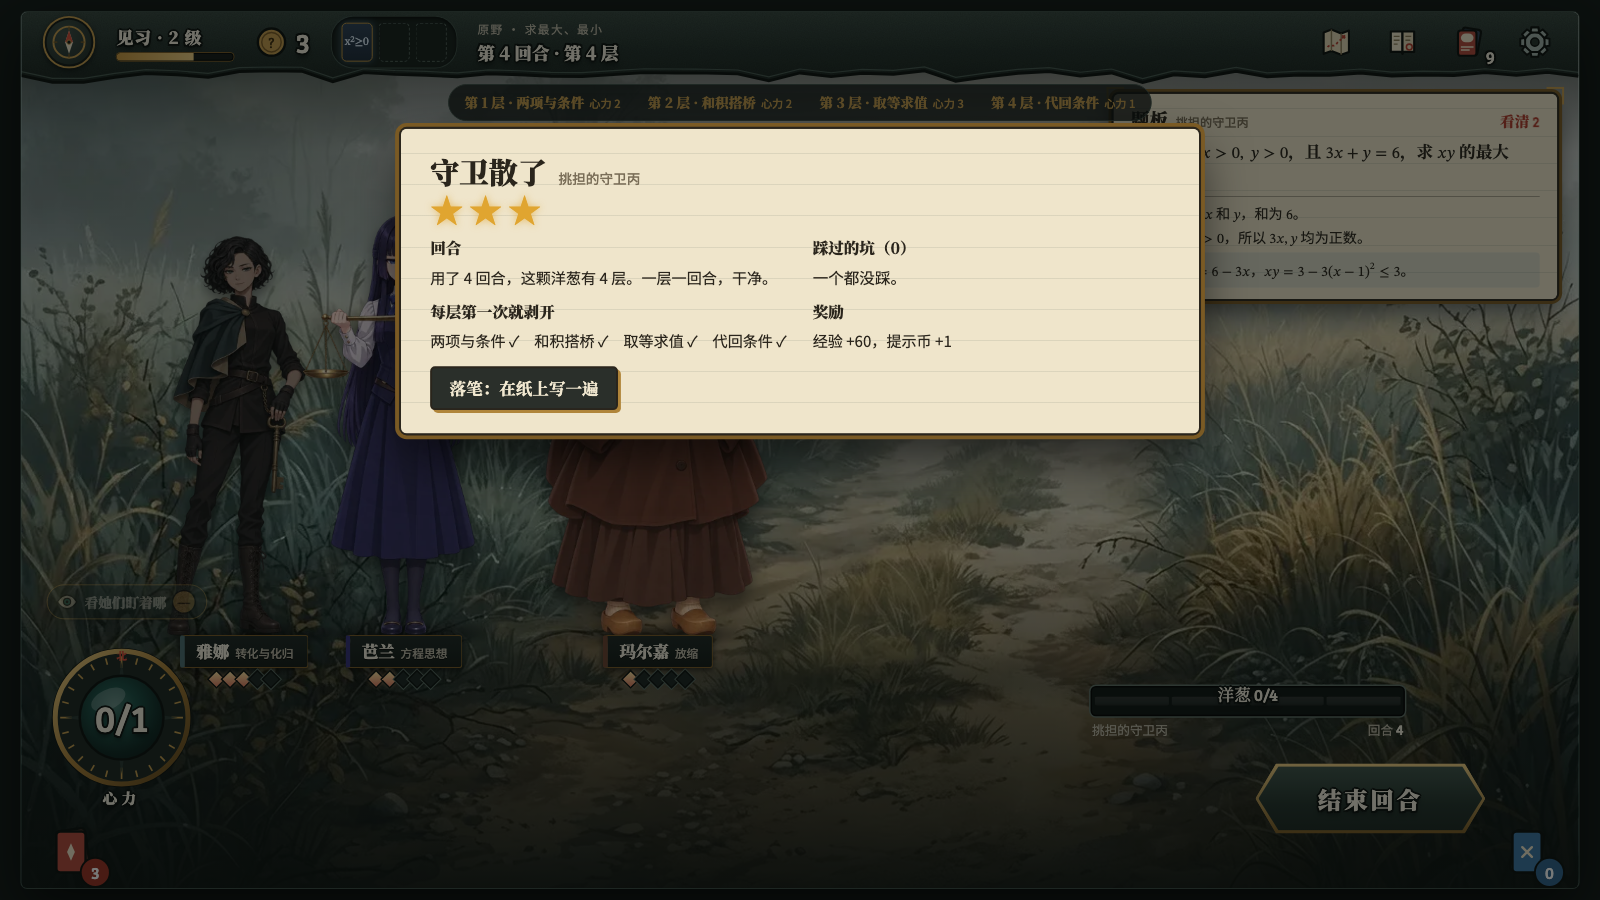 见习 · 2 级
? 3
x²≥0
原野 · 求最大、最小
第 4 回合 · 第 4 层
9
第 1 层 · 两项与条件 心力 2
第 2 层 · 和积搭桥 心力 2
第 3 层 · 取等求值 心力 3
第 4 层 · 代回条件 心力 1
题板 挑担的守卫丙
看清 2
x > 0, y > 0，且 3x + y = 6，求 xy 的最大
x 和 y，和为 6。
> 0，所以 3x, y 均为正数。
= 6 − 3x，xy = 3 − 3(x − 1)² ≤ 3。
守卫散了 挑担的守卫丙
回合
用了 4 回合，这颗洋葱有 4 层。一层一回合，干净。
踩过的坑（0）
一个都没踩。
每层第一次就剥开
两项与条件 ✓ 和积搭桥 ✓ 取等求值 ✓ 代回条件 ✓
奖励
经验 +60，提示币 +1
落笔：在纸上写一遍
看她们盯着哪
雅娜 转化与化归
芭兰 方程思想
玛尔嘉 放缩
0/1
心力
3
洋葱 0/4
挑担的守卫丙
回合 4
结束回合
0